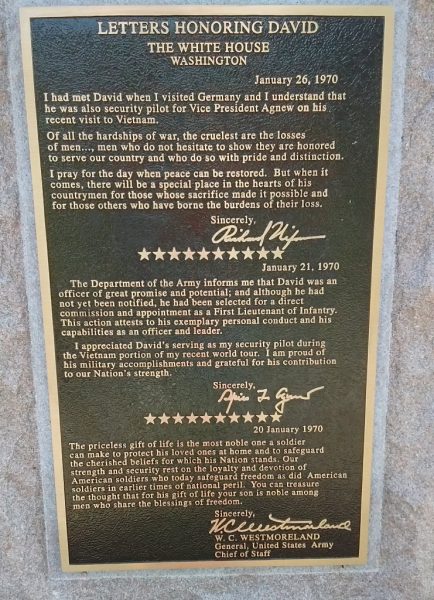 LETTERS HONORING DAVID
THE WHITE HOUSE
WASHINGTON
January 26, 1970
I had met David when I visited Germany and I understand that
he was also security pilot for Vice President Agnew on his
recent visit to Vietnam.
Of all the hardships of war, the cruelest are the losses
of men..., men who do not hesitate to show they are honored
to serve our country and who do so with pride and distinction.
I pray for the day when peace can be restored. But when it
comes, there will be a special place in the hearts of his
countrymen for those whose sacrifice made it possible and
for those others who have borne the burdens of their loss.
Sincerely,
Richard Nixon
January 21, 1970
The Department of the Army informs me that David was an
officer of great promise and potential; and although he had
not yet been notified, he had been selected for a direct
commission and appointment as a First Lieutenant of Infantry.
This action attests to his exemplary personal conduct and his
capabilities as an officer and leader.
I appreciated David's serving as my security pilot during
the Vietnam portion of my recent world tour. I am proud of
his military accomplishments and grateful for his contribution
to our Nation's strength.
Sincerely,
Spiro T. Agnew
20 January 1970
The priceless gift of life is the most noble one a soldier
can make to protect his loved ones at home and to safeguard
the cherished beliefs for which his Nation stands. Our
strength and security rest on the loyalty and devotion of
American soldiers who today safeguard freedom as did American
soldiers in earlier times of national peril. You can treasure
the thought that for his gift of life your son is noble among
men who share the blessings of freedom.
Sincerely,
W. C. Westmoreland
W. C. WESTMORELAND
General, United States Army
Chief of Staff